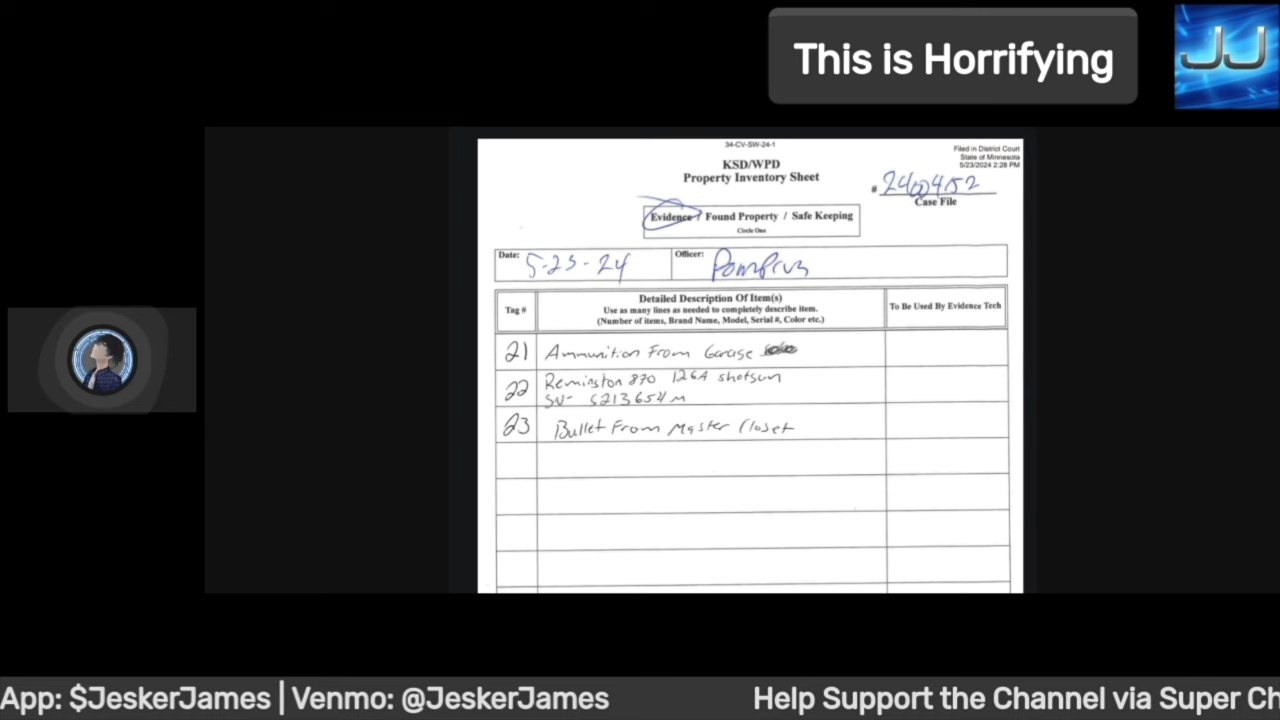 This is Horrifying
JJ
34-CV-SW-24-1
Filed in District Court
State of Minnesota
5/23/2024 2:28 PM
KSD/WPD
Property Inventory Sheet
# 24004152
Case File
Evidence / Found Property / Safe Keeping
Circle One
Date: 5-23-24 Officer:
Tag #
Detailed Description Of Item(s)
Use as many lines as needed to completely describe item.
(Number of items, Brand Name, Model, Serial #, Color etc.)
To Be Used By Evidence Tech
21 Ammunition From Garage
22 Remington 870 12GA shotgun
SN- S213654M
23 Bullet From Master Closet
App: $JeskerJames | Venmo: @JeskerJames Help Support the Channel via Super Ch